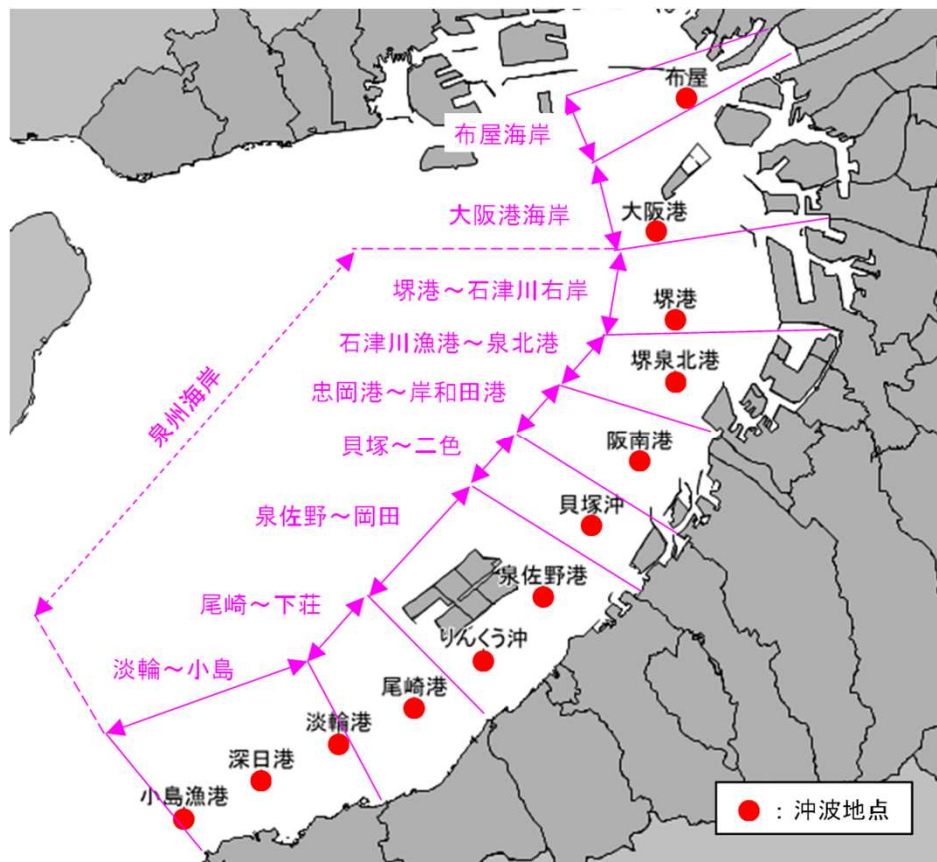 布屋
布屋海岸
大阪港海岸
大阪港
堺港～石津川右岸
堺港
石津川漁港～泉北港
堺泉北港
忠岡港～岸和田港
泉州海岸
阪南港
貝塚～二色
貝塚沖
泉佐野～岡田
泉佐野港
尾崎～下荘
りんくう沖
淡輪～小島
尾崎港
淡輪港
深日港
小島漁港
：沖波地点